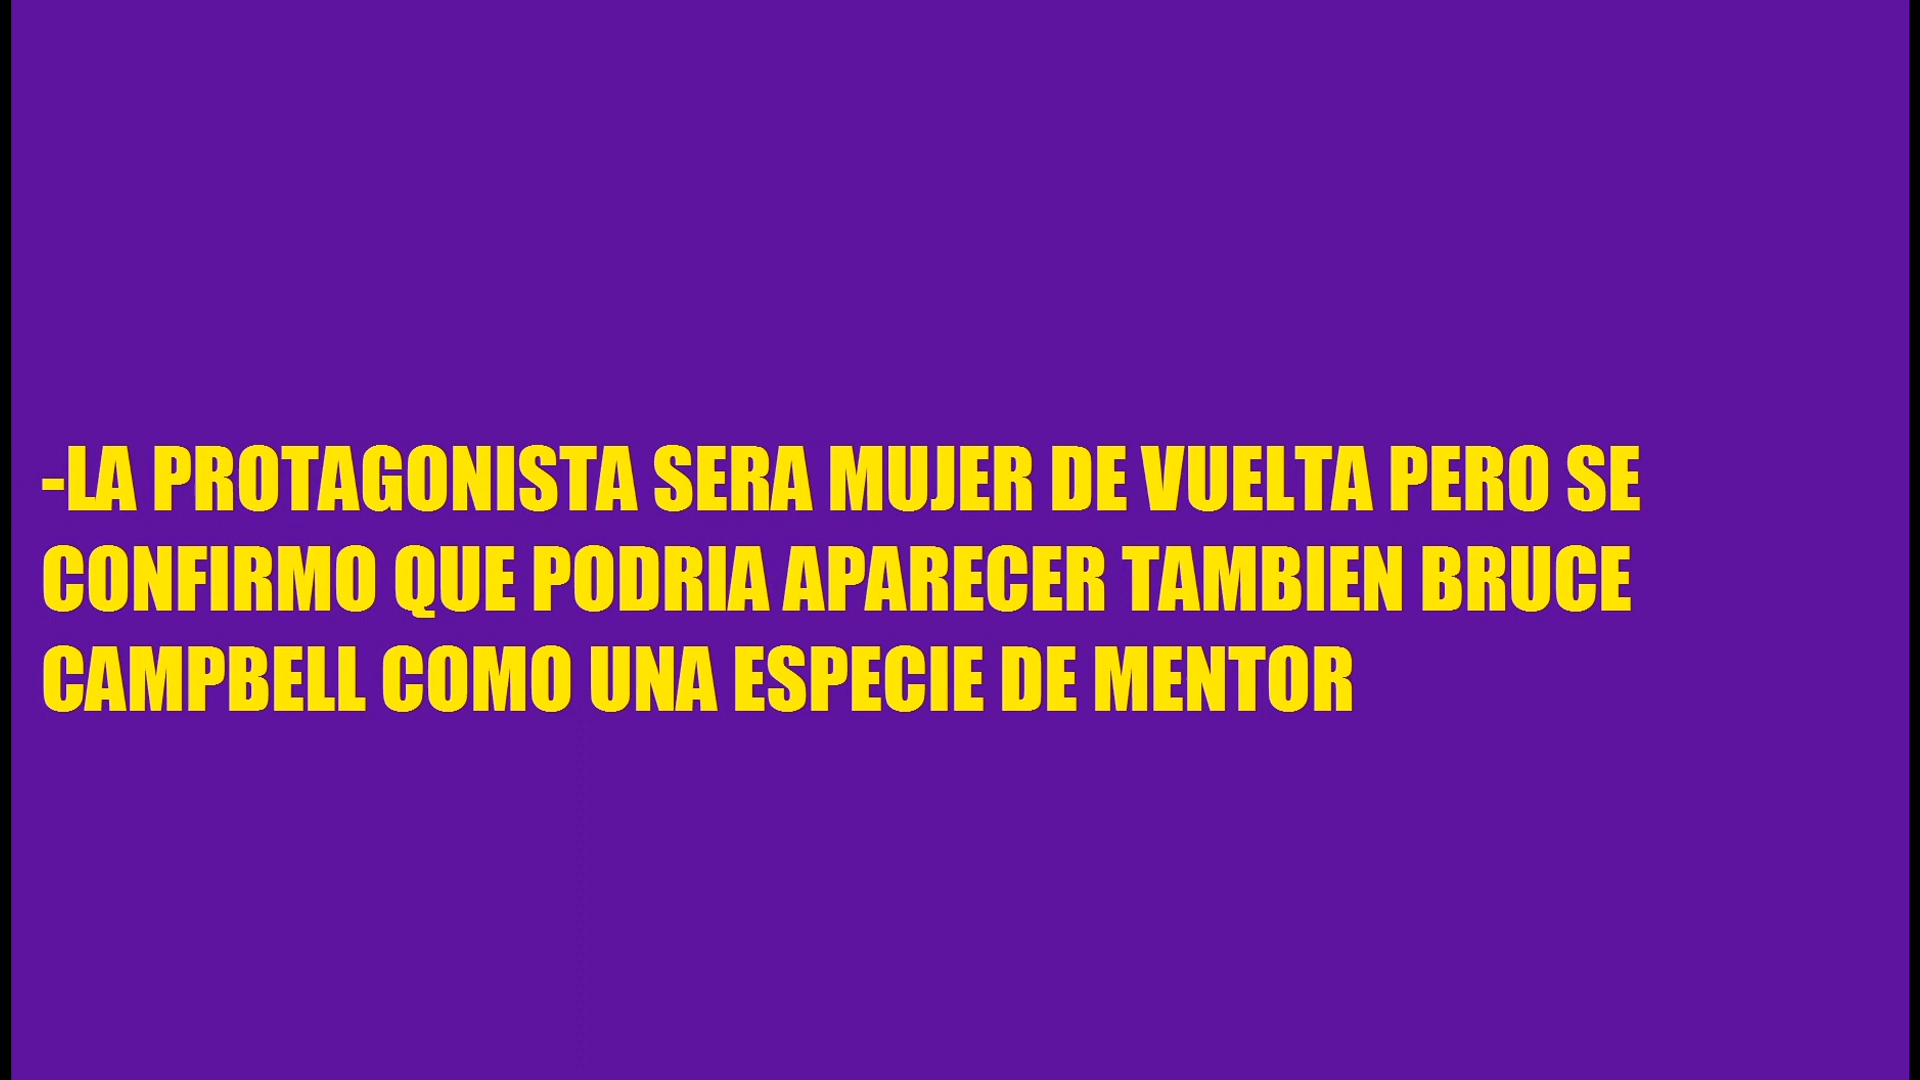 -LA PROTAGONISTA SERA MUJER DE VUELTA PERO SE
CONFIRMO QUE PODRIA APARECER TAMBIEN BRUCE
CAMPBELL COMO UNA ESPECIE DE MENTOR